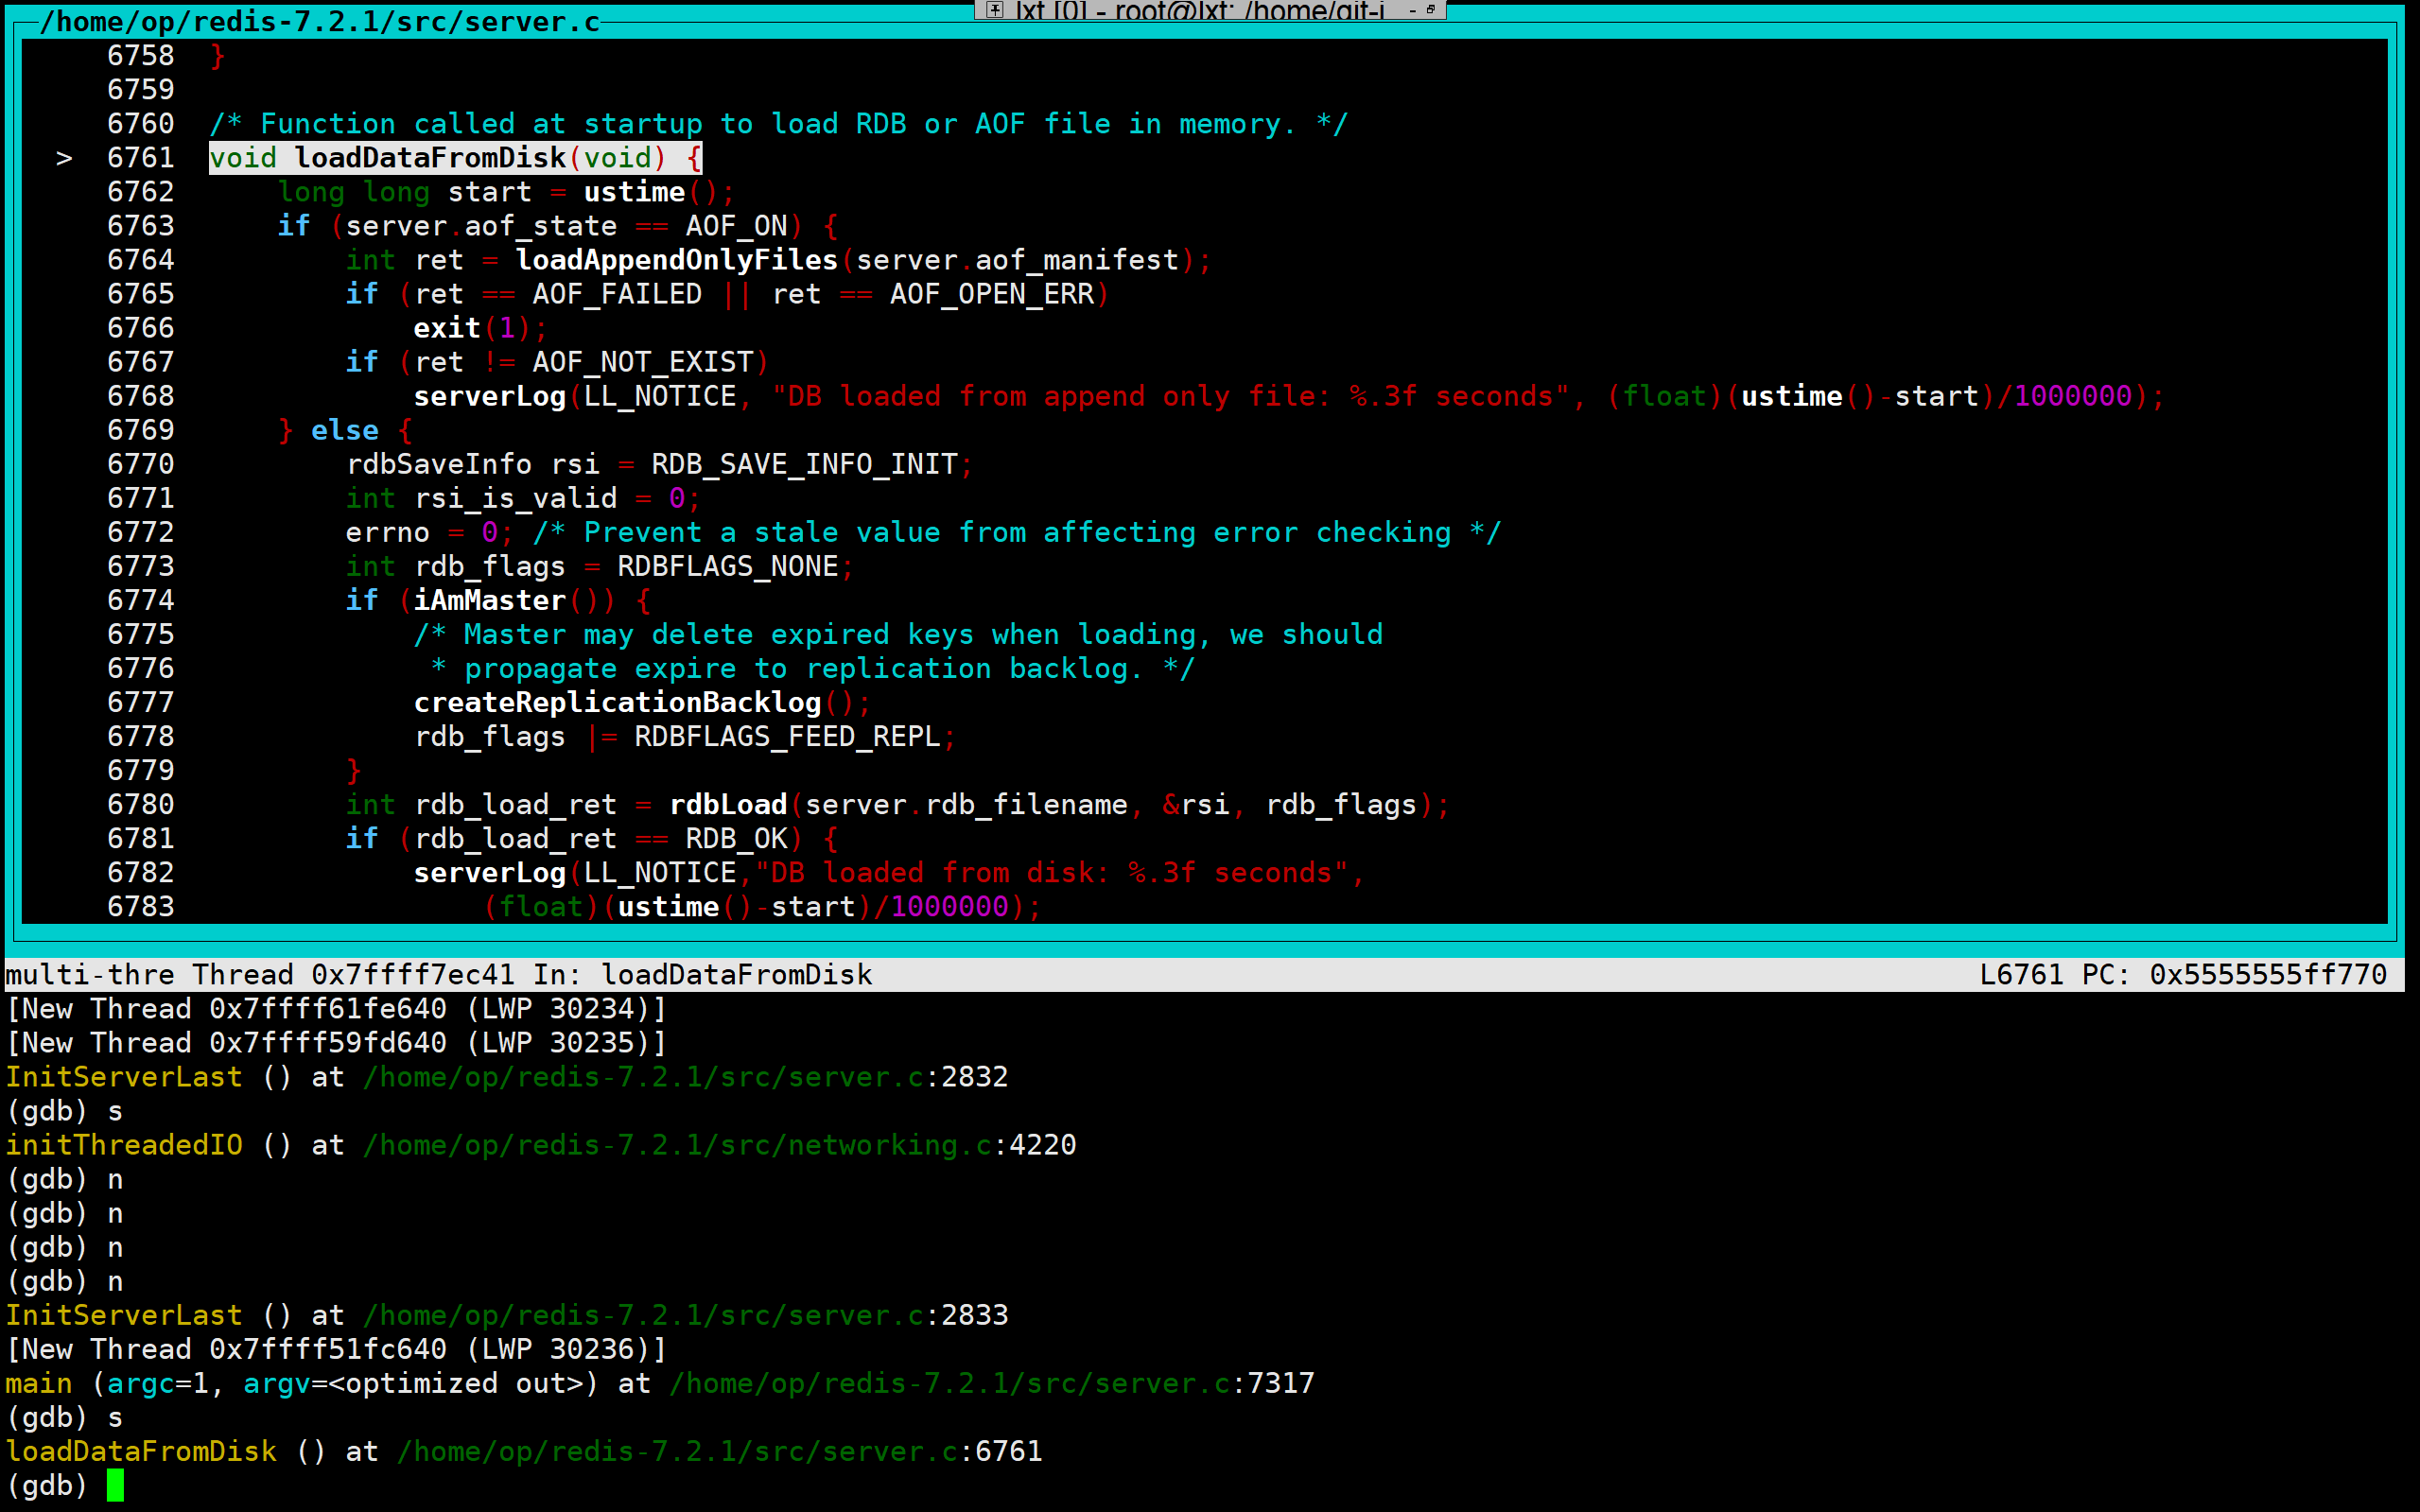 lxt [0] - root@lxt: /home/git-i
/home/op/redis-7.2.1/src/server.c
6758 }
6759
6760 /* Function called at startup to load RDB or AOF file in memory. */
> 6761 void loadDataFromDisk(void) {
6762     long long start = ustime();
6763     if (server.aof_state == AOF_ON) {
6764         int ret = loadAppendOnlyFiles(server.aof_manifest);
6765         if (ret == AOF_FAILED || ret == AOF_OPEN_ERR)
6766             exit(1);
6767         if (ret != AOF_NOT_EXIST)
6768             serverLog(LL_NOTICE, "DB loaded from append only file: %.3f seconds", (float)(ustime()-start)/1000000);
6769     } else {
6770         rdbSaveInfo rsi = RDB_SAVE_INFO_INIT;
6771         int rsi_is_valid = 0;
6772         errno = 0; /* Prevent a stale value from affecting error checking */
6773         int rdb_flags = RDBFLAGS_NONE;
6774         if (iAmMaster()) {
6775             /* Master may delete expired keys when loading, we should
6776              * propagate expire to replication backlog. */
6777             createReplicationBacklog();
6778             rdb_flags |= RDBFLAGS_FEED_REPL;
6779         }
6780         int rdb_load_ret = rdbLoad(server.rdb_filename, &rsi, rdb_flags);
6781         if (rdb_load_ret == RDB_OK) {
6782             serverLog(LL_NOTICE,"DB loaded from disk: %.3f seconds",
6783                 (float)(ustime()-start)/1000000);
multi-thre Thread 0x7ffff7ec41 In: loadDataFromDisk L6761 PC: 0x5555555ff770
[New Thread 0x7ffff61fe640 (LWP 30234)]
[New Thread 0x7ffff59fd640 (LWP 30235)]
InitServerLast () at /home/op/redis-7.2.1/src/server.c:2832
(gdb) s
initThreadedIO () at /home/op/redis-7.2.1/src/networking.c:4220
(gdb) n
(gdb) n
(gdb) n
(gdb) n
InitServerLast () at /home/op/redis-7.2.1/src/server.c:2833
[New Thread 0x7ffff51fc640 (LWP 30236)]
main (argc=1, argv=<optimized out>) at /home/op/redis-7.2.1/src/server.c:7317
(gdb) s
loadDataFromDisk () at /home/op/redis-7.2.1/src/server.c:6761
(gdb)